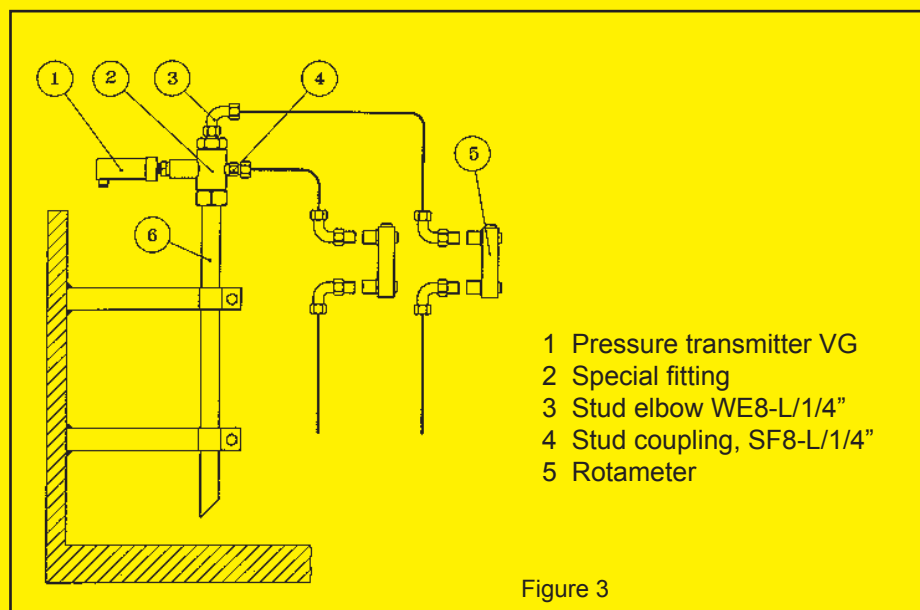 1
2
3
4
5
6
1 Pressure transmitter VG
2 Special fitting
3 Stud elbow WE8-L/1/4”
4 Stud coupling, SF8-L/1/4”
5 Rotameter
Figure 3